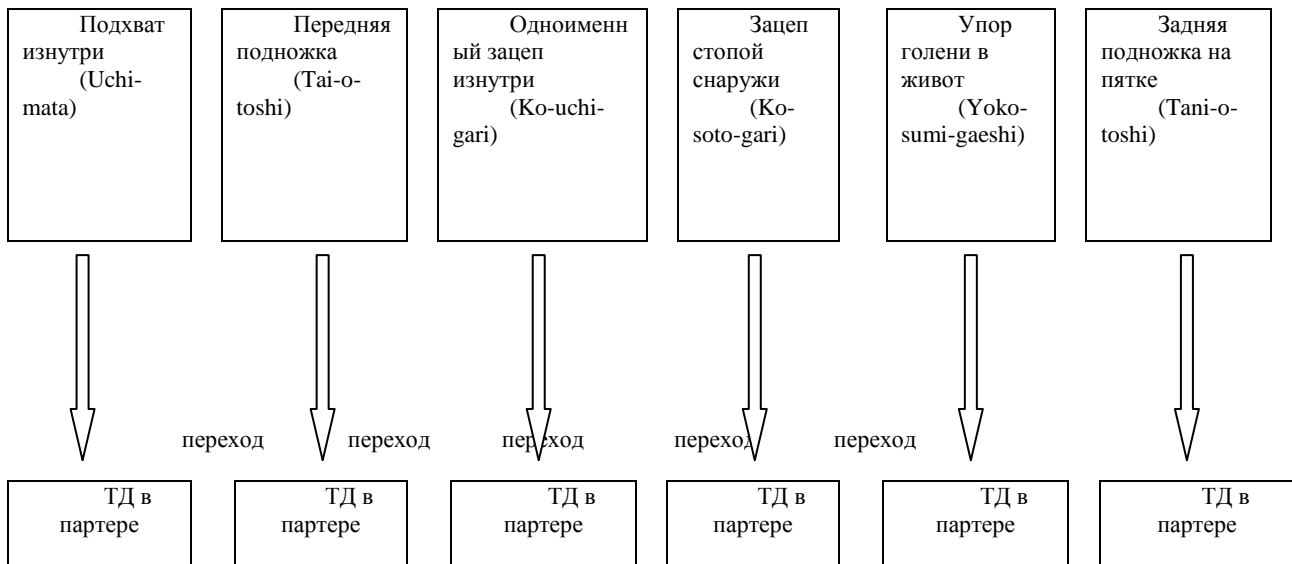 Подхват
изнутри
(Uchi-
mata)
Передняя
подножка
(Tai-o-
toshi)
Одноименн
ый зацеп
изнутри
(Ko-uchi-
gari)
Зацеп
стопой
снаружи
(Ko-
soto-gari)
Упор
голени в
живот
(Yoko-
sumi-gaeshi)
Задняя
подножка на
пятке
(Tani-o-
toshi)
переход переход переход переход переход
ТД в
партере
ТД в
партере
ТД в
партере
ТД в
партере
ТД в
партере
ТД в
партере